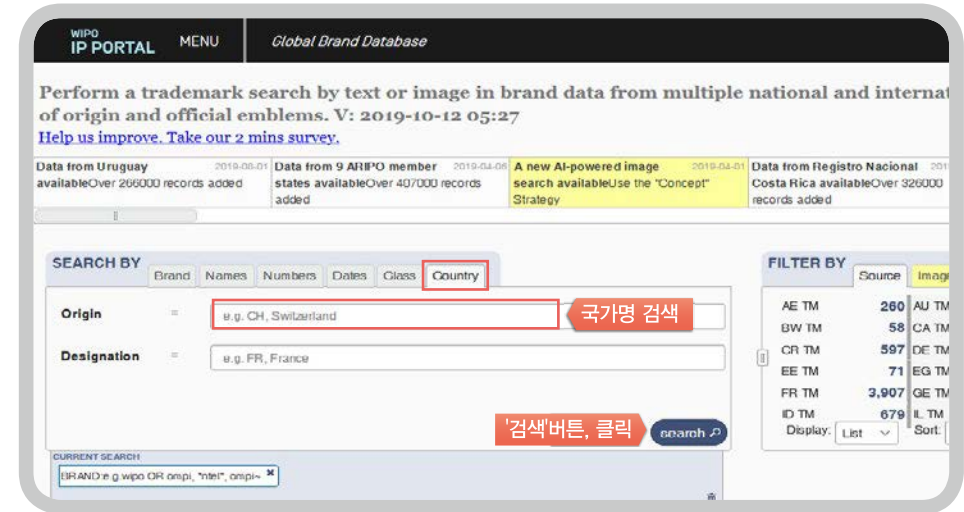 WIPO
IP PORTAL MENU Global Brand Database
Perform a trademark search by text or image in brand data from multiple national and internat
of origin and official emblems. V: 2019-10-12 05:27
Help us improve. Take our 2 mins survey.
Data from Uruguay 2019-08-01
availableOver 266000 records added
Data from 9 ARIPO member 2019-04-06
states availableOver 407000 records
added
A new AI-powered image 2019-04-01
search availableUse the "Concept"
Strategy
Data from Registro Nacional 201
Costa Rica availableOver 326000
records added
SEARCH BY Brand Names Numbers Dates Class Country
Origin = e.g. CH, Switzerland 국가명 검색
Designation = e.g. FR, France
'검색'버튼, 클릭 search
CURRENT SEARCH
BRAND:e.g.wipo OR ompi, "ntel", ompi~ ✖
FILTER BY Source Imag
AE TM 260 AU TM
BW TM 58 CA TM
CR TM 597 DE TM
EE TM 71 EG TM
FR TM 3,907 GE TM
ID TM 679 IL TM
Display: List Sort: